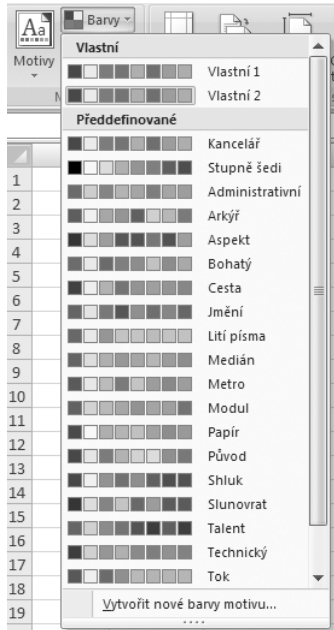 Barvy
Aa
Motivy
Vlastní
Vlastní 1
Vlastní 2
Předdefinované
Kancelář
Stupně šedi
Administrativní
Arkýř
Aspekt
Bohatý
Cesta
Jmění
Lití písma
Medián
Metro
Modul
Papír
Původ
Shluk
Slunovrat
Talent
Technický
Tok
Vytvořit nové barvy motivu...
1
2
3
4
5
6
7
8
9
10
11
12
13
14
15
16
17
18
19